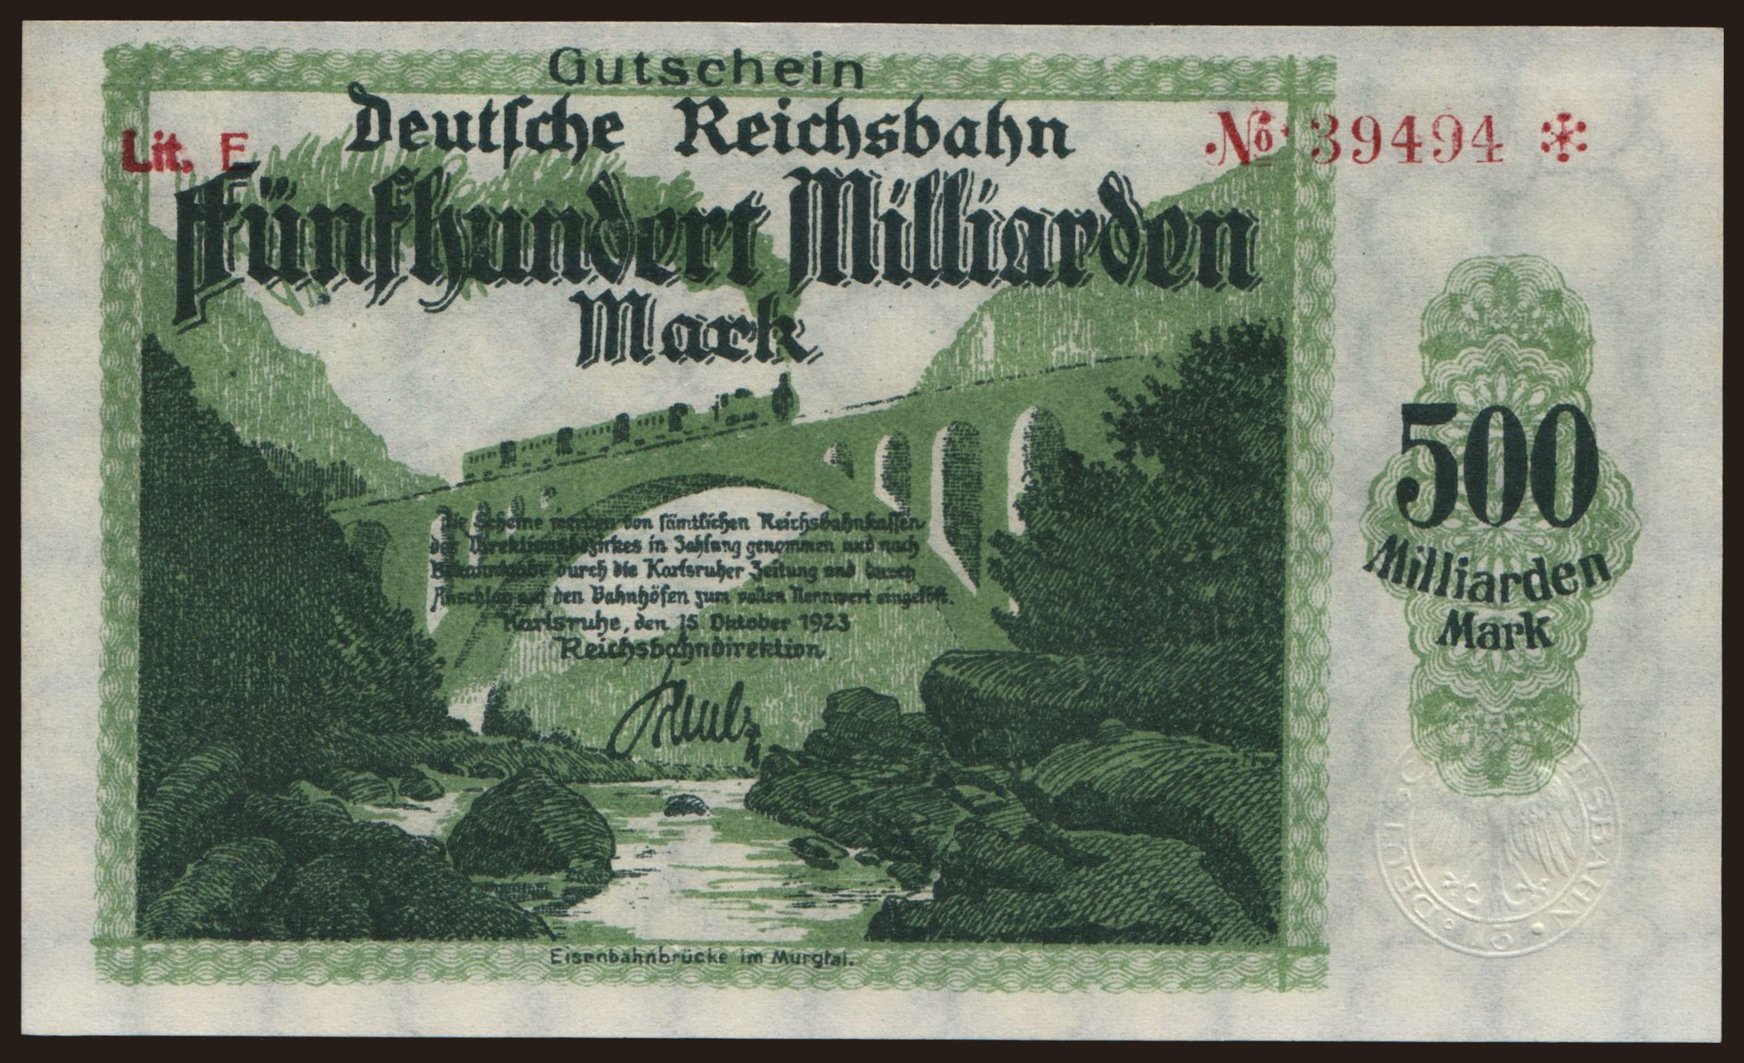 Gutschein
Deutsche Reichsbahn
Lit. F
№ 39494 *
Fünfhundert Milliarden
Mark
500
Milliarden
Mark
Die Scheine werden von sämtlichen Reichsbahnkassen
des Direktionsbezirkes in Zahlung genommen und nach
Bekanntgabe durch die Karlsruher Zeitung und durch
Anschlag auf den Bahnhöfen zum vollen Nennwert eingelöst.
Karlsruhe, den 15. Oktober 1923
Reichsbahndirektion.
Eisenbahnbrücke im Murgtal.